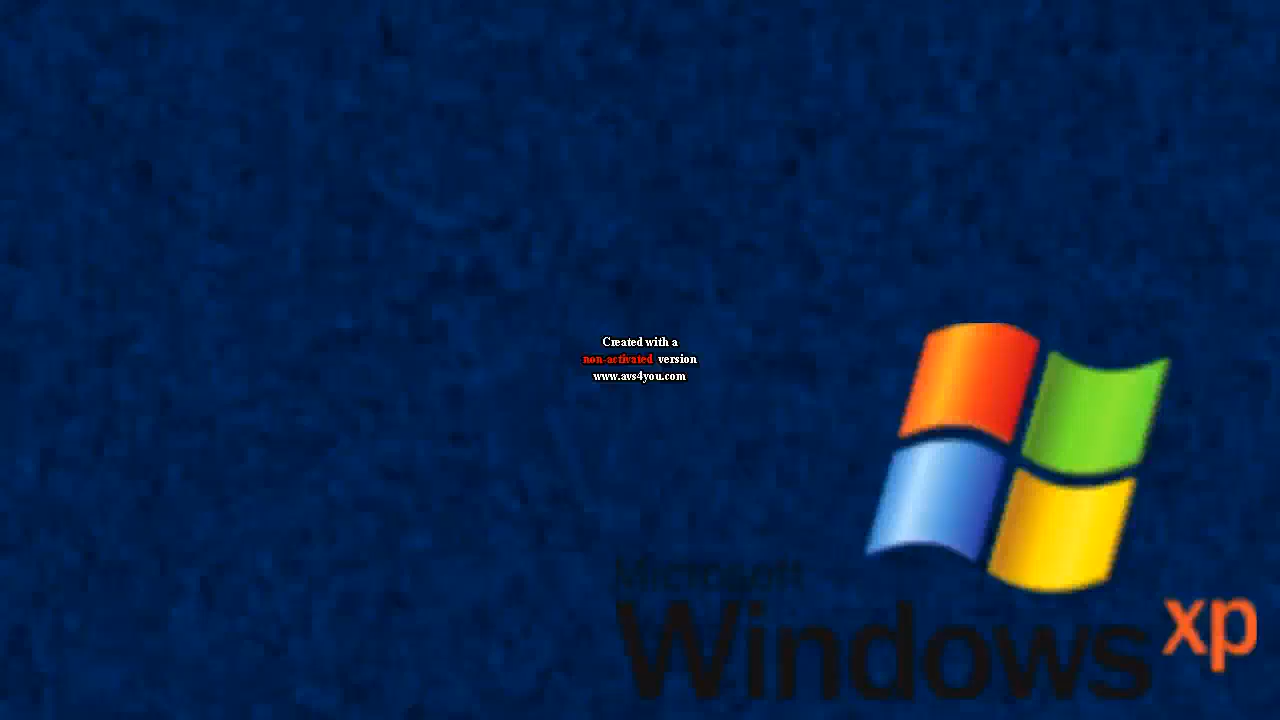 Created with a
non-activated version
www.avs4you.com
Microsoft
Windows xp